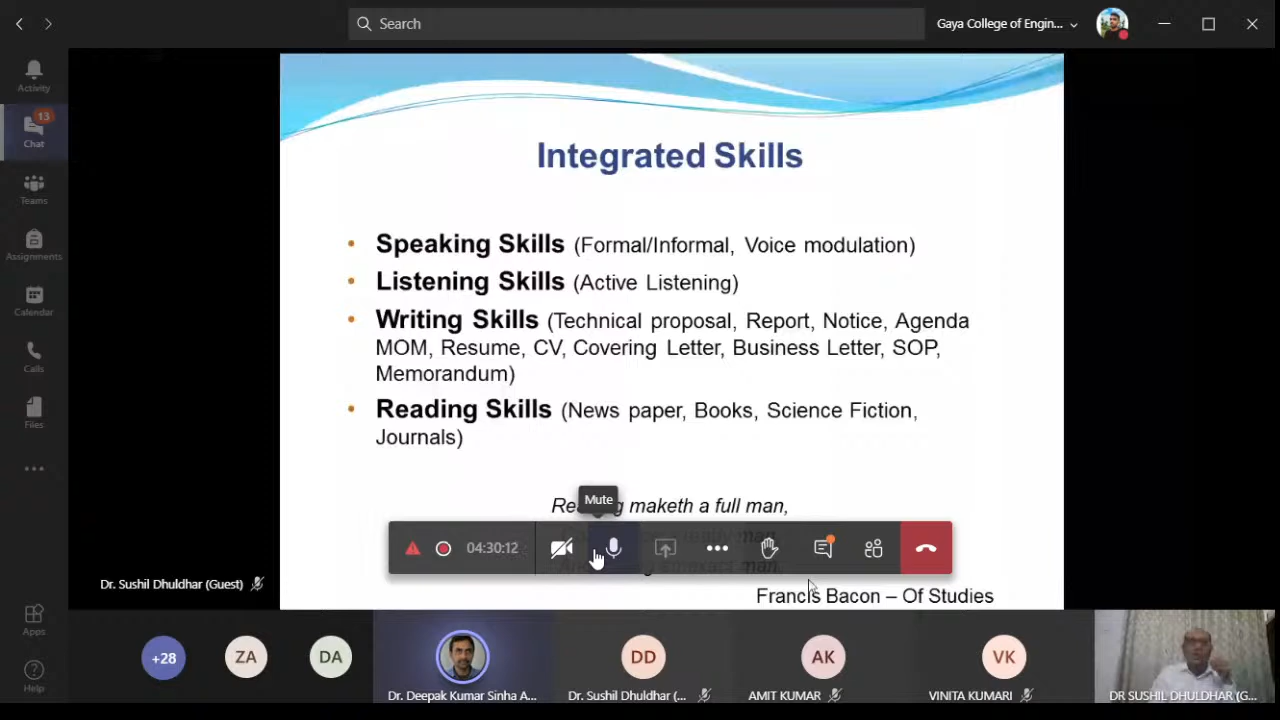 Search
Gaya College of Engin...
Activity
13
Chat
Teams
Assignments
Calendar
Calls
Files
Apps
Help
Integrated Skills
• Speaking Skills (Formal/Informal, Voice modulation)
• Listening Skills (Active Listening)
• Writing Skills (Technical proposal, Report, Notice, Agenda
MOM, Resume, CV, Covering Letter, Business Letter, SOP,
Memorandum)
• Reading Skills (News paper, Books, Science Fiction,
Journals)
Mute
maketh a full man,
04:30:12
Francis Bacon – Of Studies
Dr. Sushil Dhuldhar (Guest)
+28
ZA
DA
Dr. Deepak Kumar Sinha A...
DD
Dr. Sushil Dhuldhar (...
AK
AMIT KUMAR
VK
VINITA KUMARI
DR SUSHIL DHULDHAR (G...